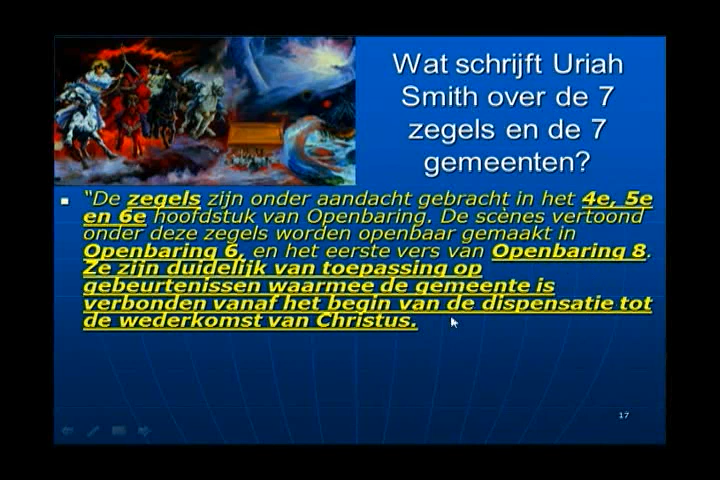 Wat schrijft Uriah
Smith over de 7
zegels en de 7
gemeenten?
“De zegels zijn onder aandacht gebracht in het 4e, 5e
en 6e hoofdstuk van Openbaring. De scènes vertoond
onder deze zegels worden openbaar gemaakt in
Openbaring 6, en het eerste vers van Openbaring 8.
Ze zijn duidelijk van toepassing op
gebeurtenissen waarmee de gemeente is
verbonden vanaf het begin van de dispensatie tot
de wederkomst van Christus.
17